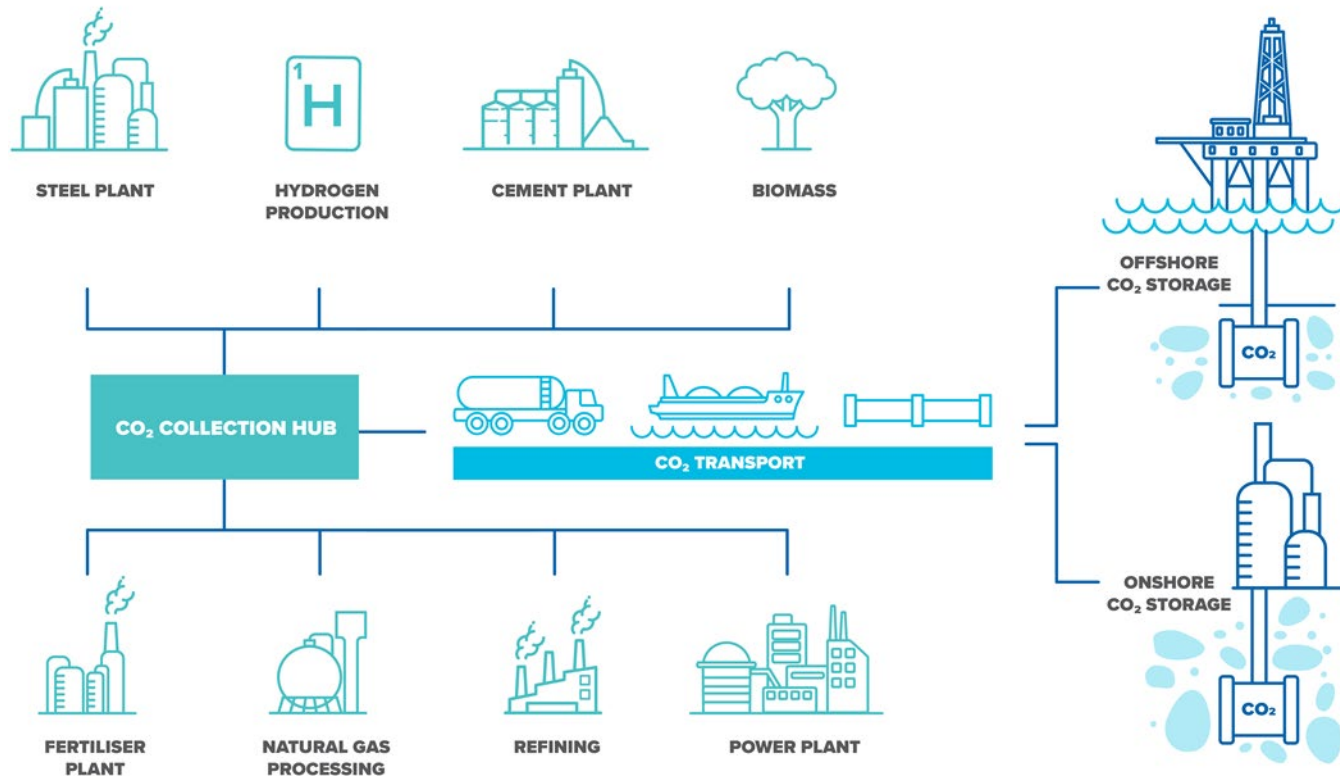 STEEL PLANT
1
H
HYDROGEN
PRODUCTION
CEMENT PLANT
BIOMASS
OFFSHORE
CO₂ STORAGE
CO₂
CO₂ COLLECTION HUB
CO₂ TRANSPORT
ONSHORE
CO₂ STORAGE
CO₂
FERTILISER
PLANT
NATURAL GAS
PROCESSING
REFINING
POWER PLANT